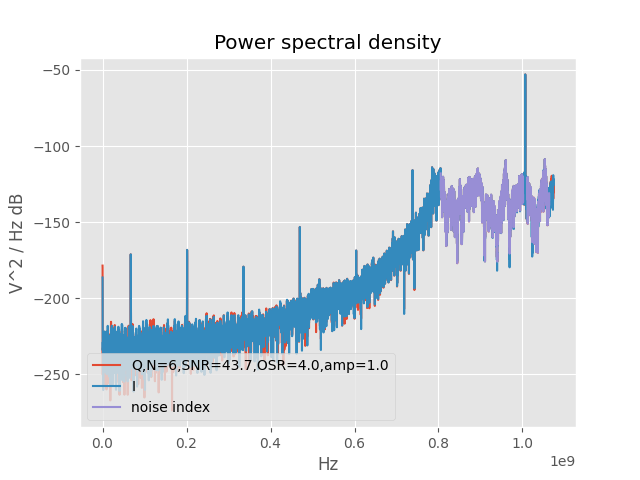 Power spectral density
V^2 / Hz dB
−50
−100
−150
−200
−250
Q,N=6,SNR=43.7,OSR=4.0,amp=1.0
noise index
0.0 0.2 0.4 0.6 0.8 1.0
1e9
Hz